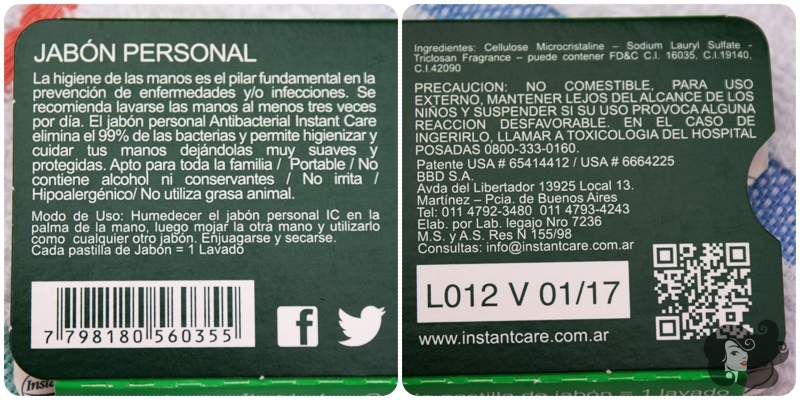 JABÓN PERSONAL
La higiene de las manos es el pilar fundamental en la
prevención de enfermedades y/o infecciones. Se
recomienda lavarse las manos al menos tres veces
por día. El jabón personal Antibacterial Instant Care
elimina el 99% de las bacterias y permite higienizar y
cuidar tus manos dejándolas muy suaves y
protegidas. Apto para toda la familia / Portable / No
contiene alcohol ni conservantes / No irrita /
Hipoalergénico/ No utiliza grasa animal.
Modo de Uso: Humedecer el jabón personal IC en la
palma de la mano, luego mojar la otra mano y utilizarlo
como cualquier otro jabón. Enjuagarse y secarse.
Cada pastilla de Jabón = 1 Lavado
7 798180 560355
Ingredientes: Cellulose Microcristaline – Sodium Lauryl Sulfate -
Triclosan Fragrance – puede contener FD&C C.I. 16035, C.I.19140,
C.I.42090
PRECAUCION: NO COMESTIBLE, PARA USO
EXTERNO, MANTENER LEJOS DEL ALCANCE DE LOS
NIÑOS Y SUSPENDER SI SU USO PROVOCA ALGUNA
REACCION DESFAVORABLE. EN EL CASO DE
INGERIRLO, LLAMAR A TOXICOLOGIA DEL HOSPITAL
POSADAS 0800-333-0160.
Patente USA # 65414412 / USA # 6664225
BBD S.A.
Avda del Libertador 13925 Local 13.
Martínez – Pcia. de Buenos Aires
Tel: 011 4792-3480 011 4793-4243
Elab. por Lab. legajo Nro 7236
M.S. y A.S. Res N 155/98
Consultas: info@instantcare.com.ar
L012 V 01/17
www.instantcare.com.ar
pastilla de jabón = 1 lavado